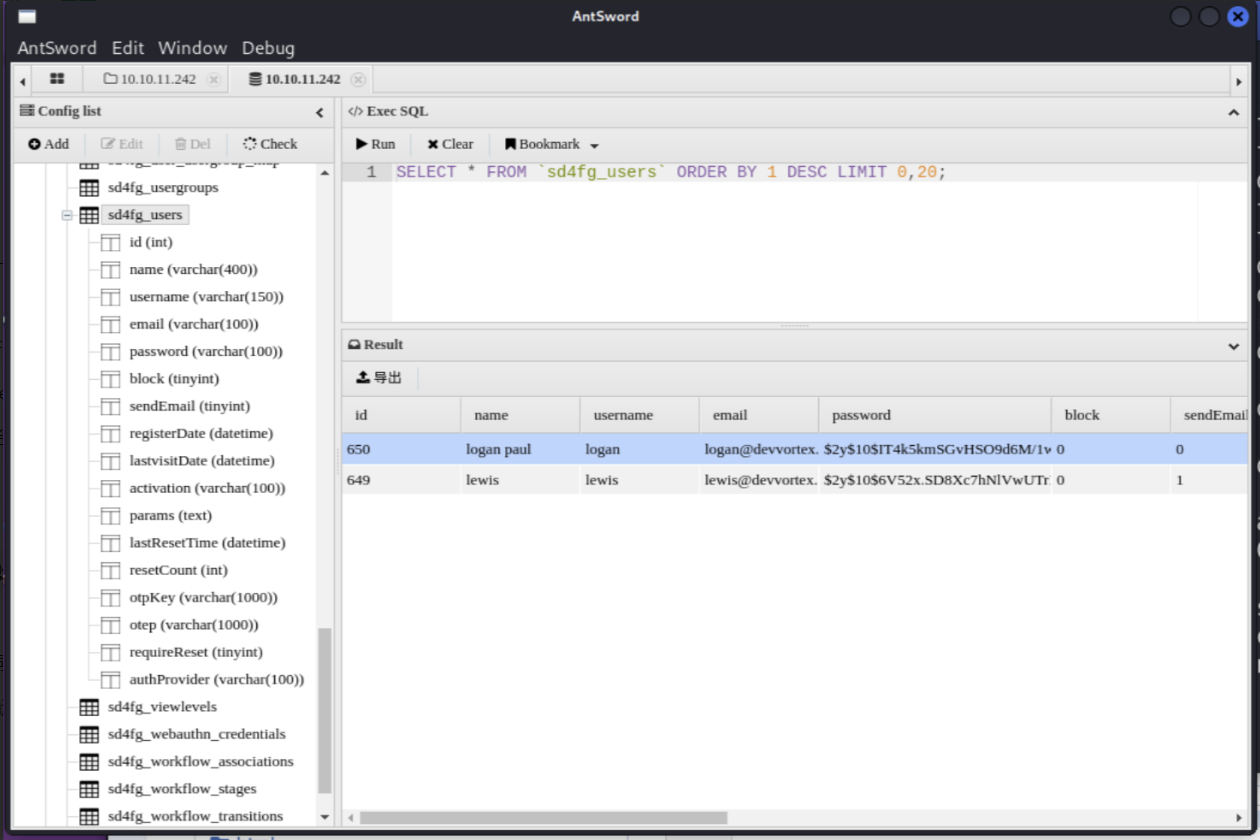 AntSword
AntSword Edit Window Debug
10.10.11.242 10.10.11.242
Config list
Add Edit Del Check
sd4fg_user_usergroup_map
sd4fg_usergroups
sd4fg_users
id (int)
name (varchar(400))
username (varchar(150))
email (varchar(100))
password (varchar(100))
block (tinyint)
sendEmail (tinyint)
registerDate (datetime)
lastvisitDate (datetime)
activation (varchar(100))
params (text)
lastResetTime (datetime)
resetCount (int)
otpKey (varchar(1000))
otep (varchar(1000))
requireReset (tinyint)
authProvider (varchar(100))
sd4fg_viewlevels
sd4fg_webauthn_credentials
sd4fg_workflow_associations
sd4fg_workflow_stages
sd4fg_workflow_transitions
</> Exec SQL
Run Clear Bookmark
1 SELECT * FROM `sd4fg_users` ORDER BY 1 DESC LIMIT 0,20;
Result
导出
id name username email password block sendEmail
650 logan paul logan logan@devvortex. $2y$10$IT4k5kmSGvHSO9d6M/1w 0 0
649 lewis lewis lewis@devvortex. $2y$10$6V52x.SD8Xc7hNlVwUTr 0 1